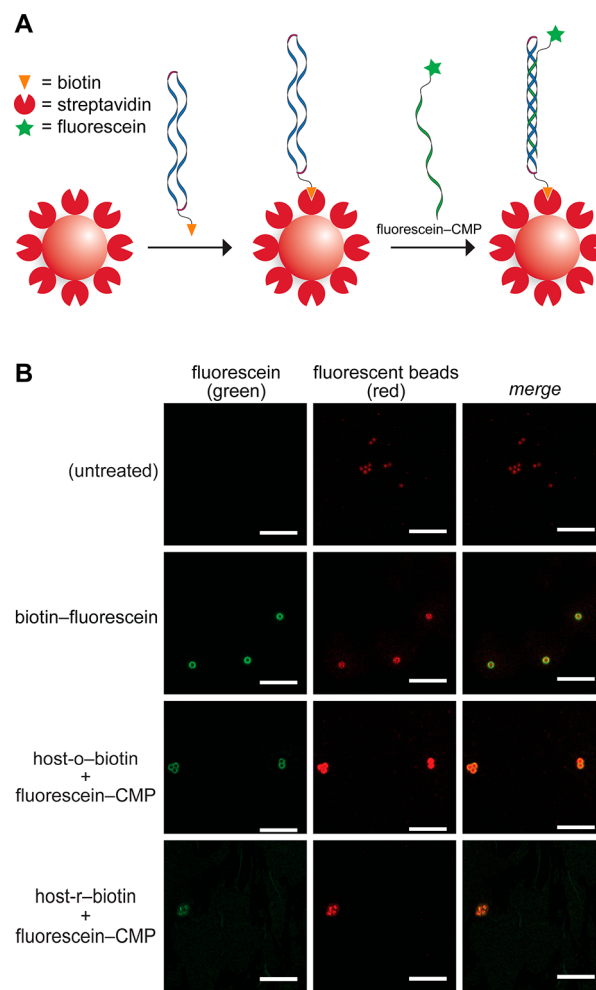 A
= biotin
= streptavidin
= fluorescein
fluorescein–CMP
B
fluorescein
(green)
fluorescent beads
(red)
merge
(untreated)
biotin–fluorescein
host-o–biotin
+
fluorescein–CMP
host-r–biotin
+
fluorescein–CMP